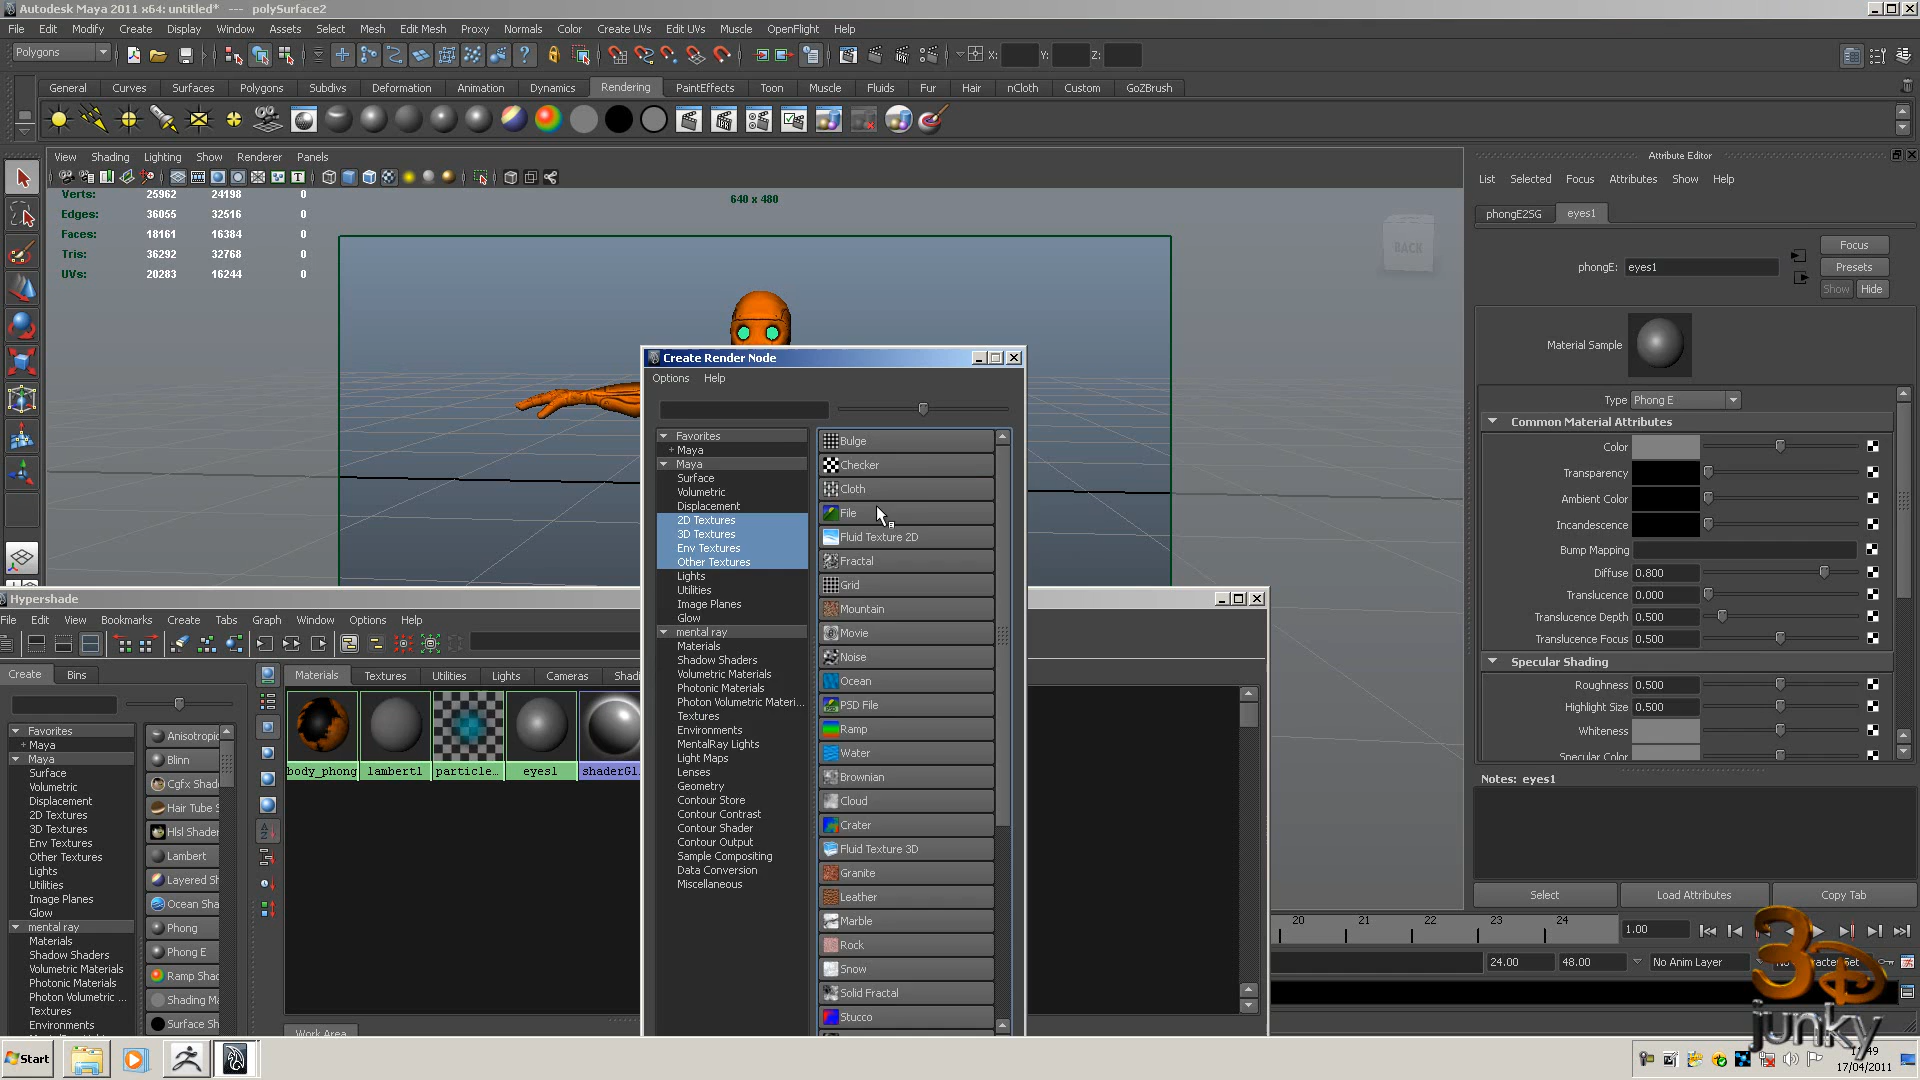 Autodesk Maya 2011 x64: untitled* --- polySurface2
File Edit Modify Create Display Window Assets Select Mesh Edit Mesh Proxy Normals Color Create UVs Edit UVs Muscle OpenFlight Help
Polygons X: Y: Z:
General Curves Surfaces Polygons Subdivs Deformation Animation Dynamics Rendering PaintEffects Toon Muscle Fluids Fur Hair nCloth Custom GoZBrush
View Shading Lighting Show Renderer Panels
Verts: 25962 24198 0
Edges: 36055 32516 0
Faces: 18161 16384 0
Tris: 36292 32768 0
UVs: 20283 16244 0
640 x 480
BACK
Create Render Node
Options Help
Favorites
+ Maya
Maya
Surface
Volumetric
Displacement
2D Textures
3D Textures
Env Textures
Other Textures
Lights
Utilities
Image Planes
Glow
mental ray
Materials
Shadow Shaders
Volumetric Materials
Photonic Materials
Photon Volumetric Materi...
Textures
Environments
MentalRay Lights
Light Maps
Lenses
Geometry
Contour Store
Contour Contrast
Contour Shader
Contour Output
Sample Compositing
Data Conversion
Miscellaneous
Bulge
Checker
Cloth
File
Fluid Texture 2D
Fractal
Grid
Mountain
Movie
Noise
Ocean
PSD File
Ramp
Water
Brownian
Cloud
Crater
Fluid Texture 3D
Granite
Leather
Marble
Rock
Snow
Solid Fractal
Stucco
Hypershade
File Edit View Bookmarks Create Tabs Graph Window Options Help
Create Bins
Materials Textures Utilities Lights Cameras Shadi
Favorites
+ Maya
Maya
Surface
Volumetric
Displacement
2D Textures
3D Textures
Env Textures
Other Textures
Lights
Utilities
Image Planes
Glow
mental ray
Materials
Shadow Shaders
Volumetric Materials
Photonic Materials
Photon Volumetric ...
Textures
Environments
Anisotropic
Blinn
Cgfx Shad
Hair Tube S
Hlsl Shader
Lambert
Layered Sh
Ocean Sha
Phong
Phong E
Ramp Shad
Shading Ma
Surface Sh
body_phong lambert1 particle... eyes1 shaderGl
Work Area
Attribute Editor
List Selected Focus Attributes Show Help
phongE2SG eyes1
phongE: eyes1
Focus
Presets
Show Hide
Material Sample
Type Phong E
Common Material Attributes
Color
Transparency
Ambient Color
Incandescence
Bump Mapping
Diffuse 0.800
Translucence 0.000
Translucence Depth 0.500
Translucence Focus 0.500
Specular Shading
Roughness 0.500
Highlight Size 0.500
Whiteness
Specular Color
Notes: eyes1
Select Load Attributes Copy Tab
20 21 22 23 24
1.00
24.00 48.00 No Anim Layer
3D junky
Start
17/04/2011